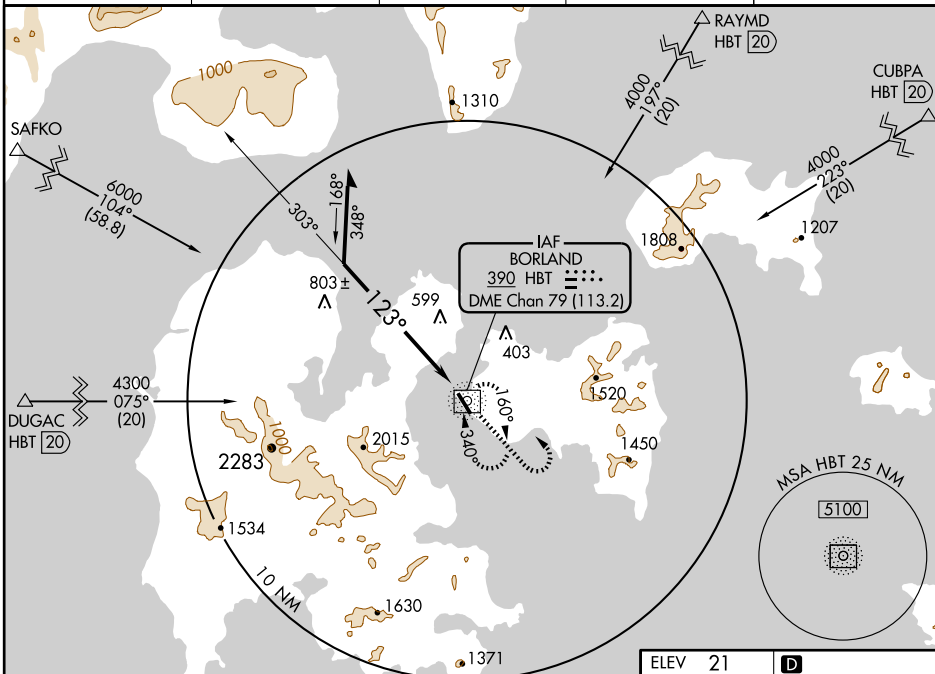 RAYMD
HBT 20
CUBPA
HBT 20
1000
1310
4000
197°
(20)
SAFKO
4000
223°
(20)
6000
104°
(58.8)
303°
168°
348°
1808
1207
IAF
BORLAND
390 HBT
DME Chan 79 (113.2)
803 ±
599
123°
403
4300
075°
(20)
DUGAC
HBT 20
1520
160°
340°
1000
2015
2283
1450
MSA HBT 25 NM
5100
1534
10 NM
1630
1371
ELEV 21
D